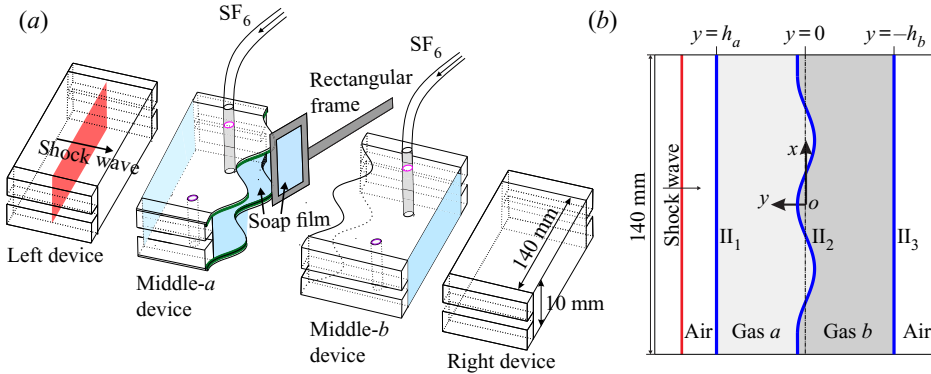 (a)
SF6
SF6
Rectangular
frame
Shock wave
Soap film
Left device
Middle-a
device
Middle-b
device
140 mm
10 mm
Right device
(b)
y = ha
y = 0
y = −hb
140 mm
Shock wave
x
y
o
II1
II2
II3
Air
Gas a
Gas b
Air